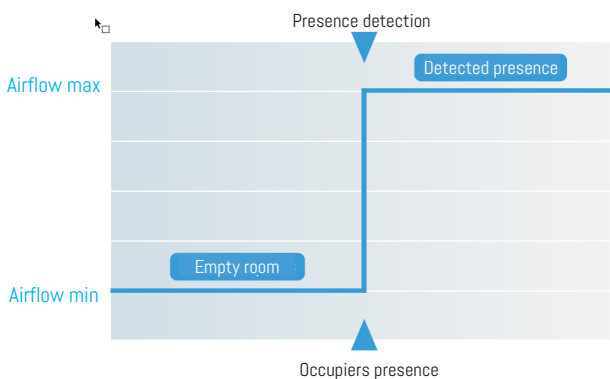 Presence detection
Detected presence
Airflow max
Empty room
Airflow min
Occupiers presence